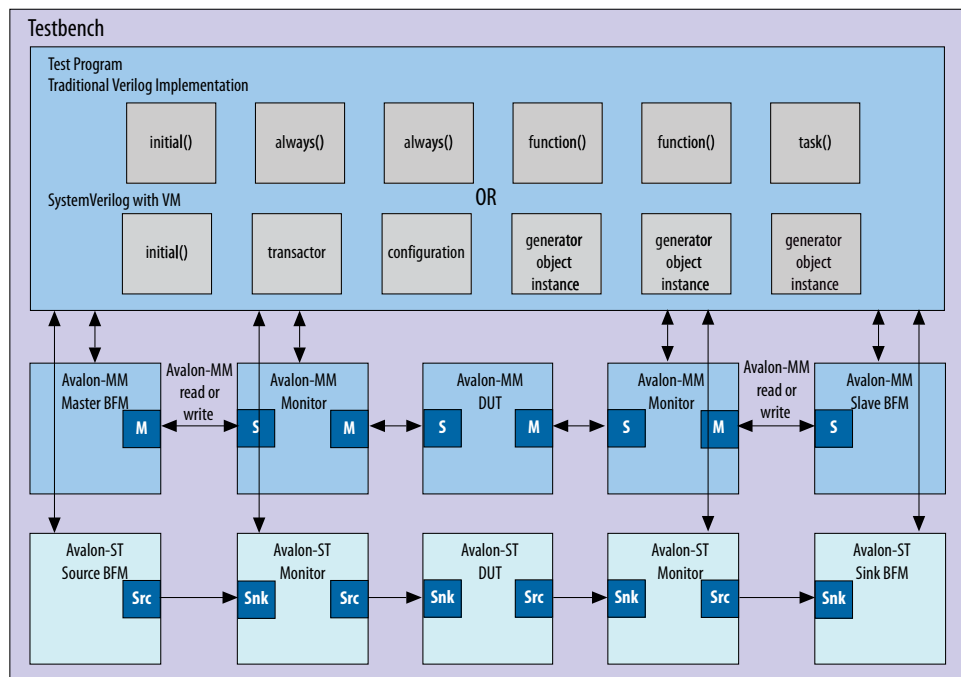 Testbench
Test Program
Traditional Verilog Implementation
initial()
always()
always()
function()
function()
task()
SystemVerilog with VM
OR
initial()
transactor
configuration
generator
object
instance
generator
object
instance
generator
object
instance
Avalon-MM
Master BFM
M
Avalon-MM
read or
write
Avalon-MM
Monitor
S
M
Avalon-MM
DUT
S
M
Avalon-MM
Monitor
S
M
Avalon-MM
read or
write
Avalon-MM
Slave BFM
S
Avalon-ST
Source BFM
Src
Avalon-ST
Monitor
Snk
Src
Avalon-ST
DUT
Snk
Src
Avalon-ST
Monitor
Snk
Src
Avalon-ST
Sink BFM
Snk